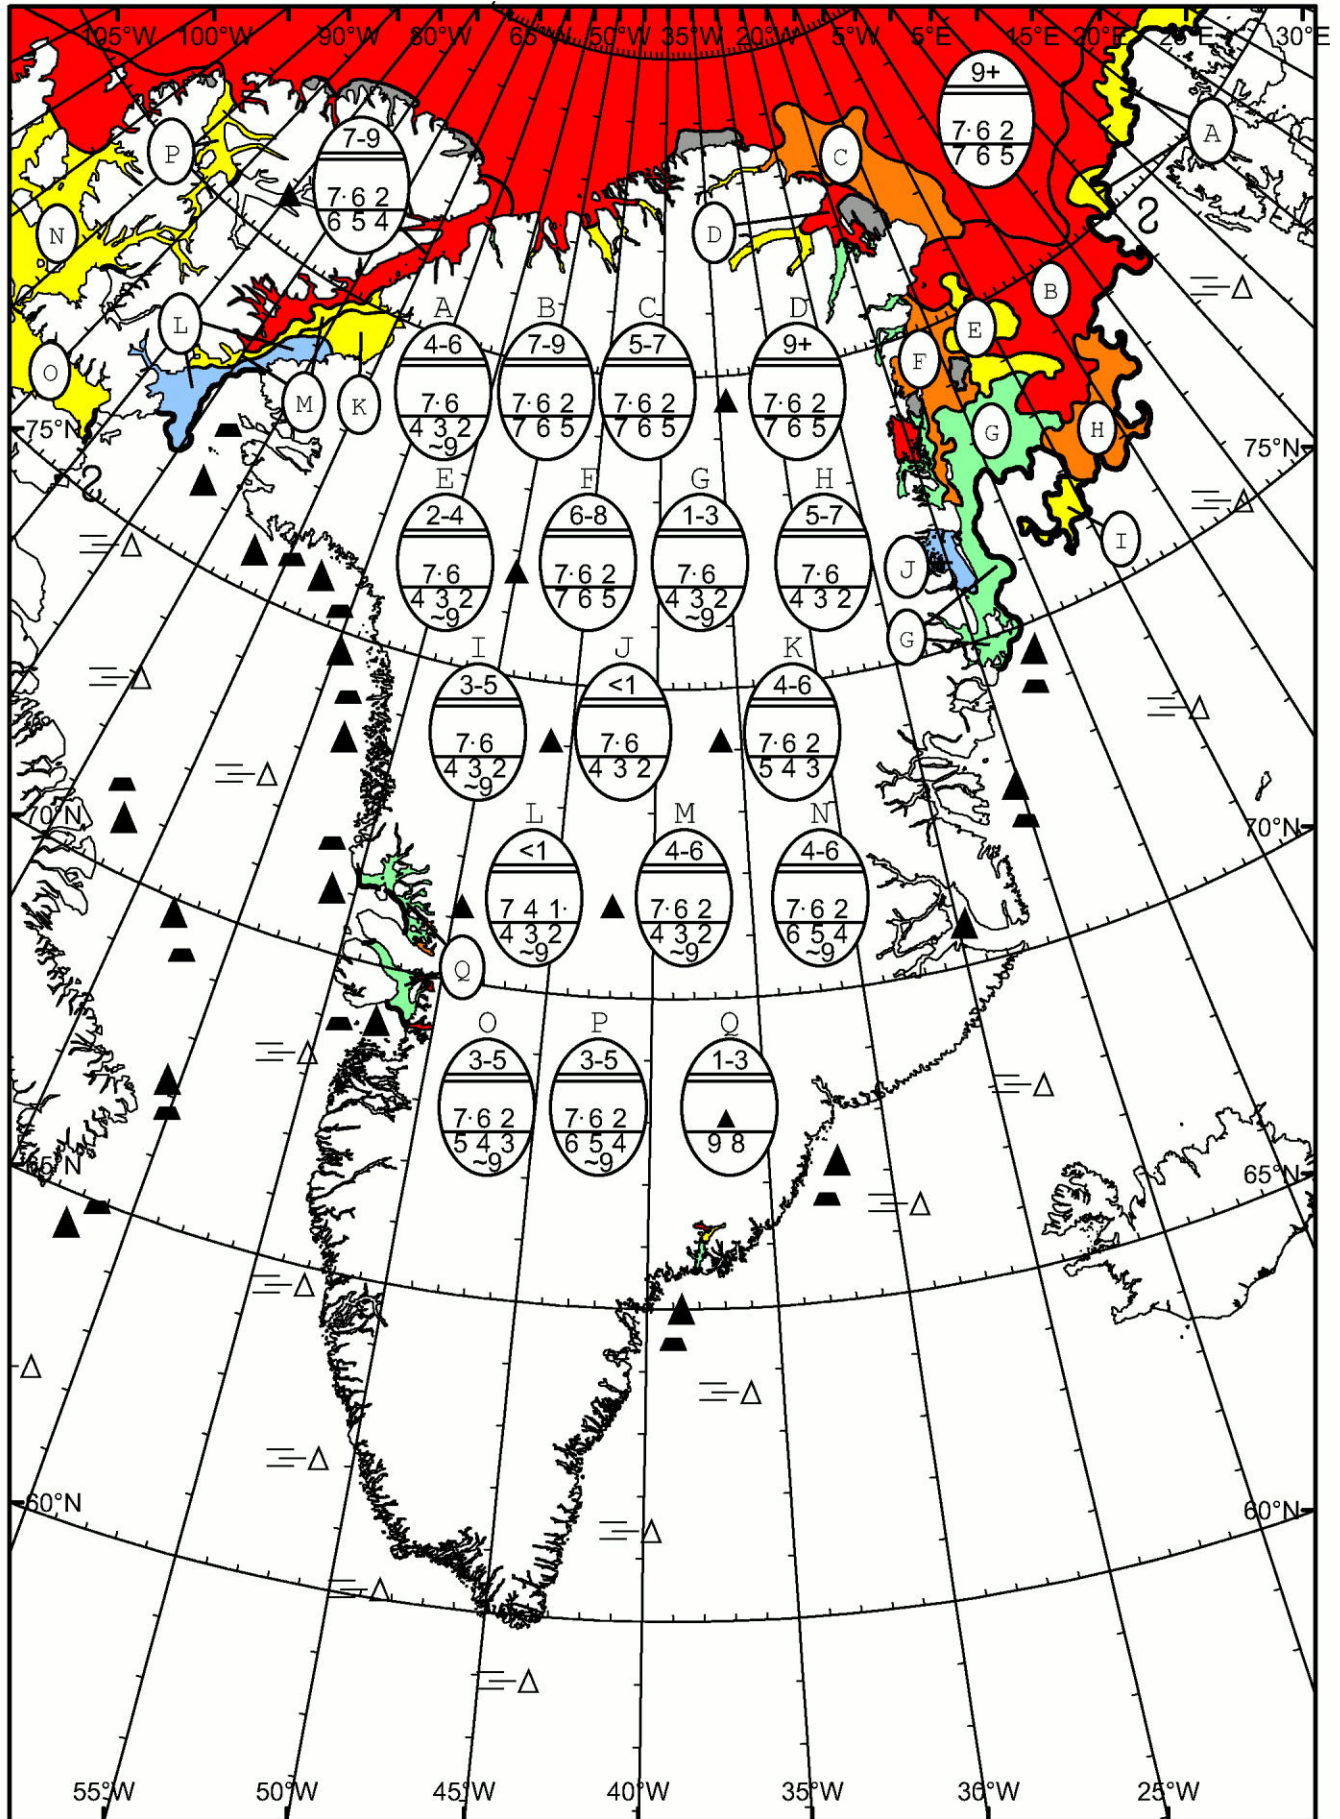 105°W 100°W 90°W 80°W 65°W 50°W 35°W 20°W 5°W 5°E 15°E 20°E 25°E 30°E
9+
7·6 2
7 6 5
A
C
P
7-9
7·6 2
6 5 4
N
D
B
L
E
F
O
M
K
G
H
75°N
75°N
I
J
G
A B C D
4-6 7-9 5-7 9+
7·6 7·6 2 7·6 2 7·6 2
4 3 2 7 6 5 7 6 5 7 6 5
~9
E F G H
2-4 6-8 1-3 5-7
7·6 7·6 2 7·6 7·6
4 3 2 7 6 5 4 3 2 4 3 2
~9 ~9
I J K
3-5 <1 4-6
7·6 7·6 7·6 2
4 3 2 4 3 2 5 4 3
~9
70°N
70°N
L M N
<1 4-6 4-6
7 4 1· 7·6 2 7·6 2
4 3 2 4 3 2 6 5 4
~9 ~9 ~9
Q
O P Q
3-5 3-5 1-3
7·6 2 7·6 2
5 4 3 6 5 4 9 8
~9 ~9
65°N
65°N
60°N
60°N
55°W 50°W 45°W 40°W 35°W 30°W 25°W